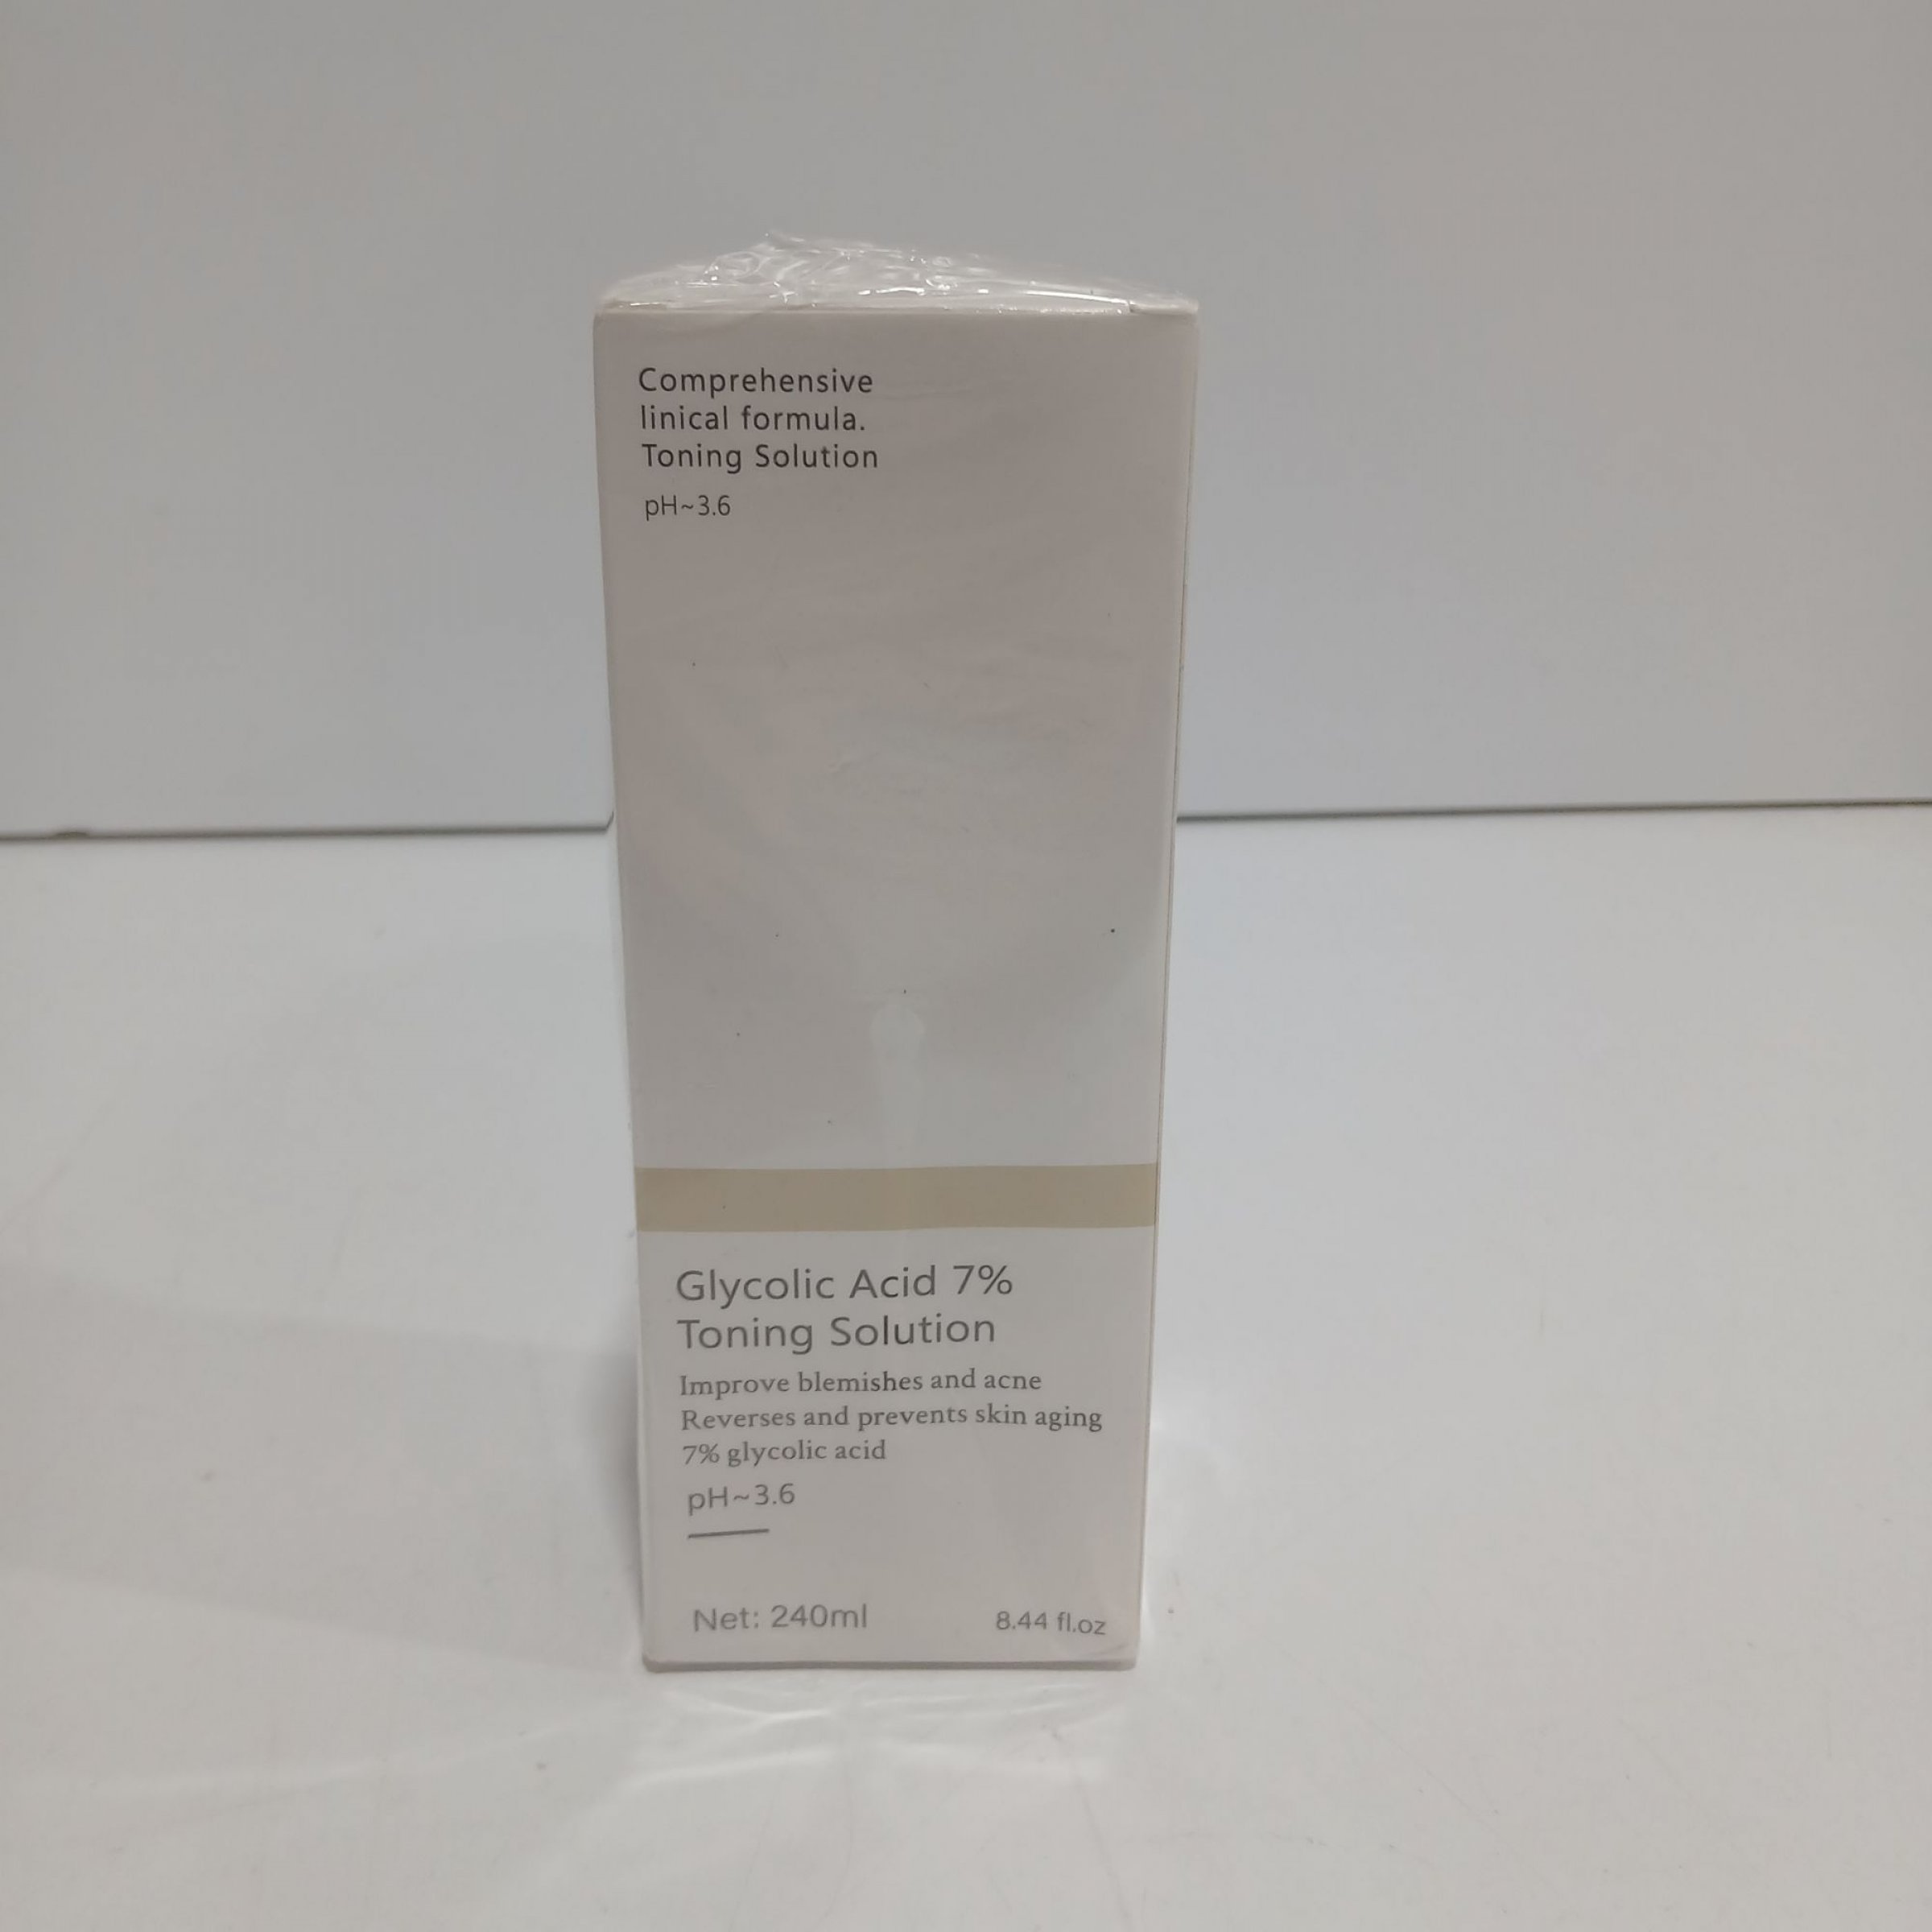 Comprehensive
linical formula.
Toning Solution
pH~3.6
Glycolic Acid 7%
Toning Solution
Improve blemishes and acne
Reverses and prevents skin aging
7% glycolic acid
pH~3.6
Net: 240ml
8.44 fl.oz